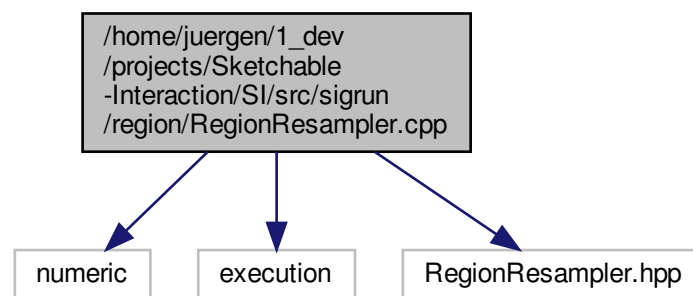 /home/juergen/1_dev
/projects/Sketchable
-Interaction/SI/src/sigrun
/region/RegionResampler.cpp
numeric
execution
RegionResampler.hpp